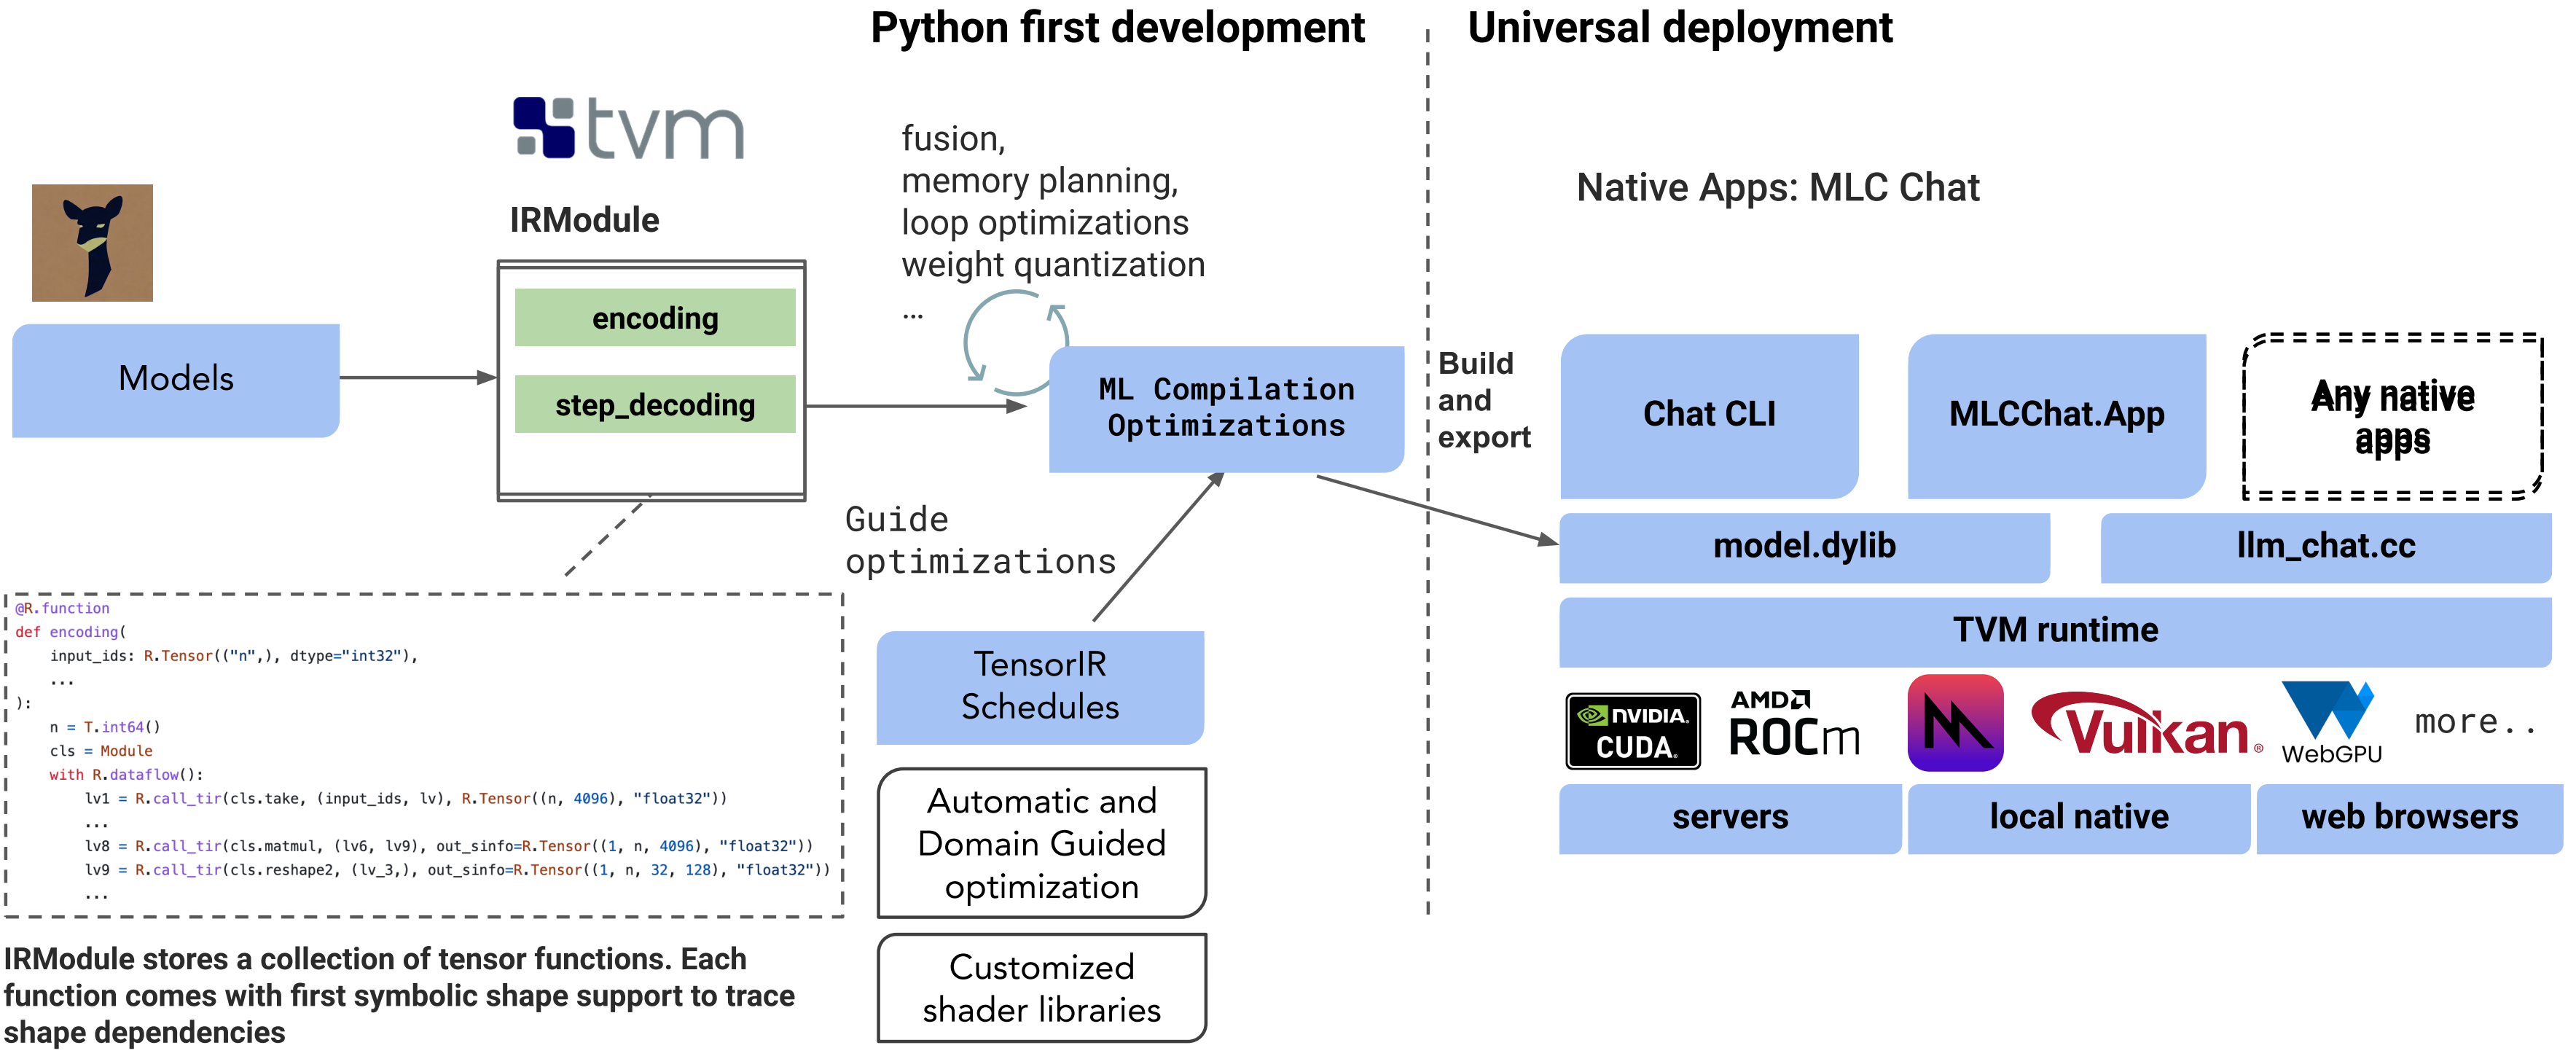 Python first development
Universal deployment
tvm
fusion,
memory planning,
loop optimizations
weight quantization
...
Native Apps: MLC Chat
IRModule
encoding
step_decoding
Models
ML Compilation
Optimizations
Build
and
export
Chat CLI
MLCChat.App
Any native
apps
Guide
optimizations
model.dylib
llm_chat.cc
TVM runtime
@R.function
def encoding(
input_ids: R.Tensor(("n",), dtype="int32"),
...
):
n = T.int64()
cls = Module
with R.dataflow():
lv1 = R.call_tir(cls.take, (input_ids, lv), R.Tensor((n, 4096), "float32"))
...
lv8 = R.call_tir(cls.matmul, (lv6, lv9), out_sinfo=R.Tensor((1, n, 4096), "float32"))
lv9 = R.call_tir(cls.reshape2, (lv_3,), out_sinfo=R.Tensor((1, n, 32, 128), "float32"))
...
TensorIR
Schedules
NVIDIA.
CUDA.
AMD
ROCm
Vulkan®
WebGPU
more..
Automatic and
Domain Guided
optimization
servers
local native
web browsers
Customized
shader libraries
IRModule stores a collection of tensor functions. Each
function comes with first symbolic shape support to trace
shape dependencies